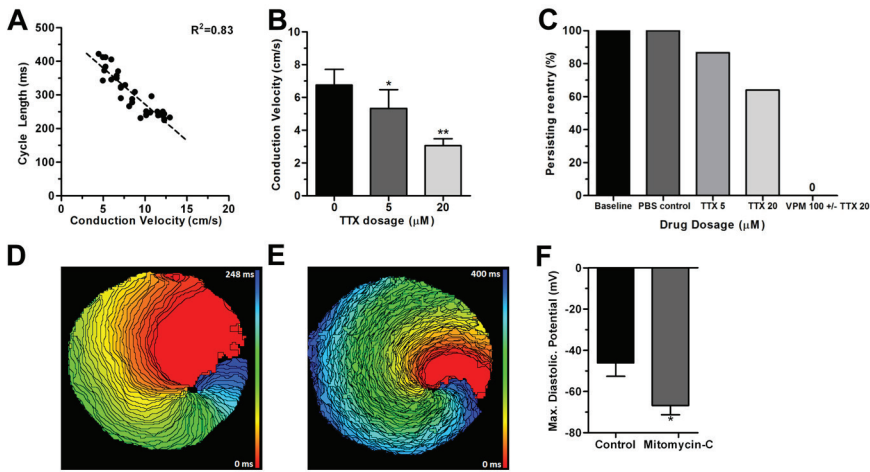 A
R²=0.83
500
400
300
200
100
0
Cycle Length (ms)
0
5
10
15
20
Conduction Velocity (cm/s)
B
10
8
6
4
2
0
Conduction Velocity (cm/s)
*
**
0
5
20
TTX dosage (μM)
C
100
80
60
40
20
0
Persisting reentry (%)
0
Baseline
PBS control
TTX 5
TTX 20
VPM 100 +/- TTX 20
Drug Dosage (μM)
D
248 ms
0 ms
E
400 ms
0 ms
F
0
-20
-40
-60
-80
Max. Diastolic. Potential (mV)
*
Control
Mitomycin-C